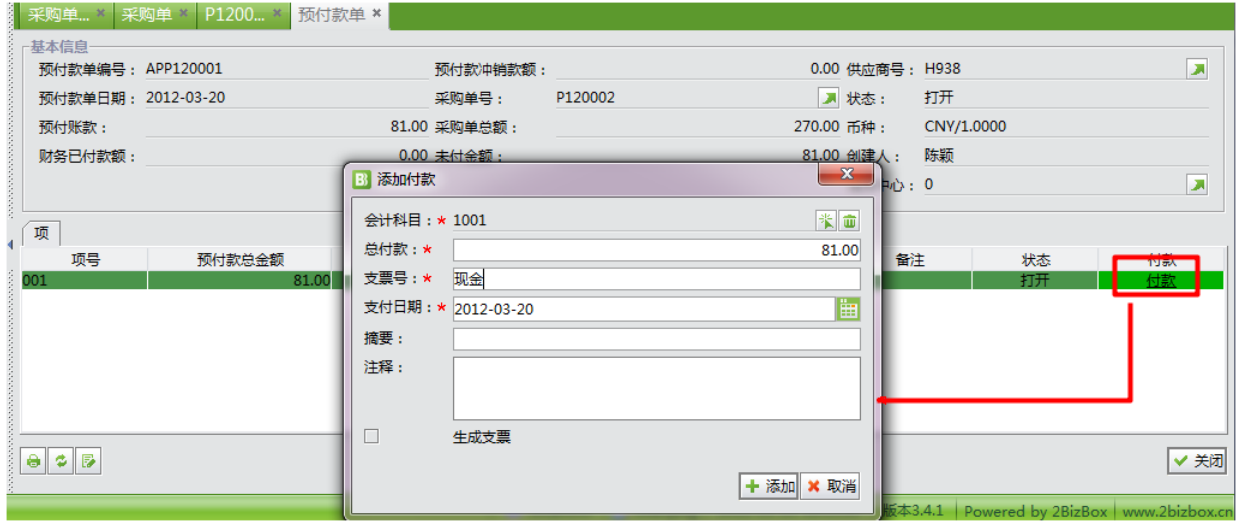 采购单... × 采购单 × P1200... × 预付款单 ×
基本信息
预付款单编号： APP120001 预付款冲销款额： 0.00 供应商号： H938
预付款单日期： 2012-03-20 采购单号： P120002 状态： 打开
预付账款： 81.00 采购单总额： 270.00 币种： CNY/1.0000
财务已付款额： 0.00 未付金额： 81.00 创建人： 陈颖
中心： 0
添加付款
会计科目：* 1001
总付款：* 81.00
支票号：* 现金
支付日期：* 2012-03-20
摘要：
注释：
生成支票
添加 取消
项
项号 预付款总金额 备注 状态 付款
001 81.00 打开 付款
关闭
版本3.4.1 Powered by 2BizBox www.2bizbox.cn